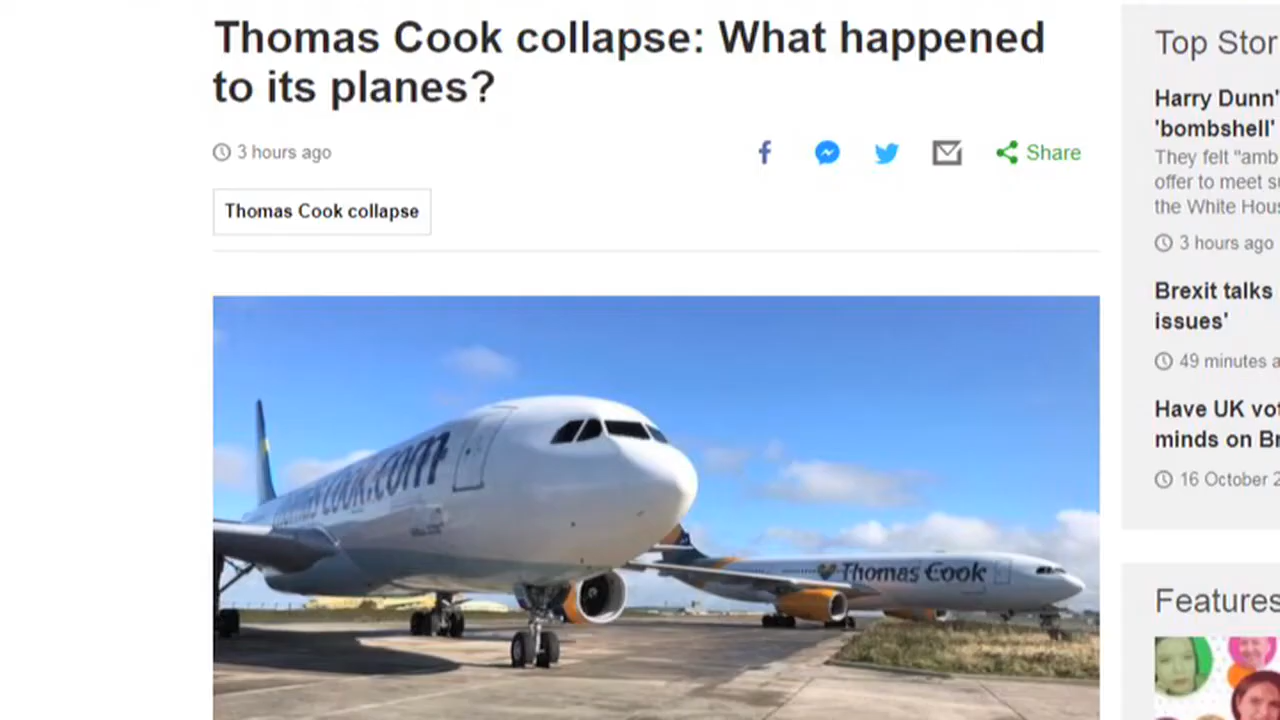 Thomas Cook collapse: What happened
to its planes?
3 hours ago
Share
Thomas Cook collapse
cook.com
Thomas Cook
Top Stor
Harry Dunn'
'bombshell'
They felt "amb
offer to meet
the White Hous
3 hours ago
Brexit talks
issues'
49 minutes a
Have UK vot
minds on Br
16 October 2
Features